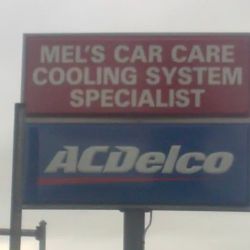 MEL'S CAR CARE
COOLING SYSTEM
SPECIALIST
ACDelco